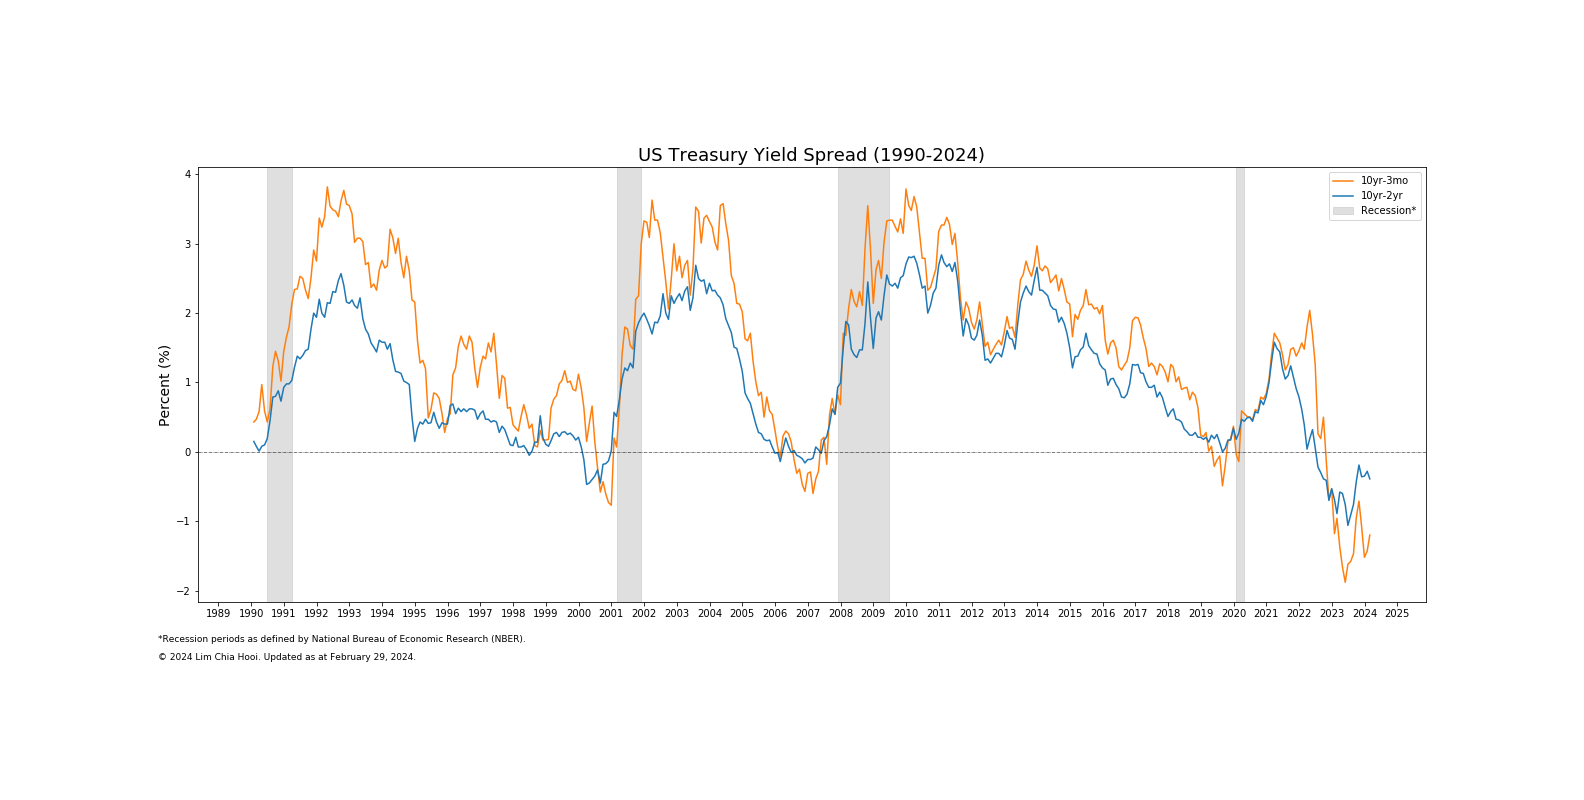 US Treasury Yield Spread (1990-2024)
4
3
2
1
0
−1
−2
Percent (%)
10yr-3mo
10yr-2yr
Recession*
1989 1990 1991 1992 1993 1994 1995 1996 1997 1998 1999 2000 2001 2002 2003 2004 2005 2006 2007 2008 2009 2010 2011 2012 2013 2014 2015 2016 2017 2018 2019 2020 2021 2022 2023 2024 2025
*Recession periods as defined by National Bureau of Economic Research (NBER).
© 2024 Lim Chia Hooi. Updated as at February 29, 2024.